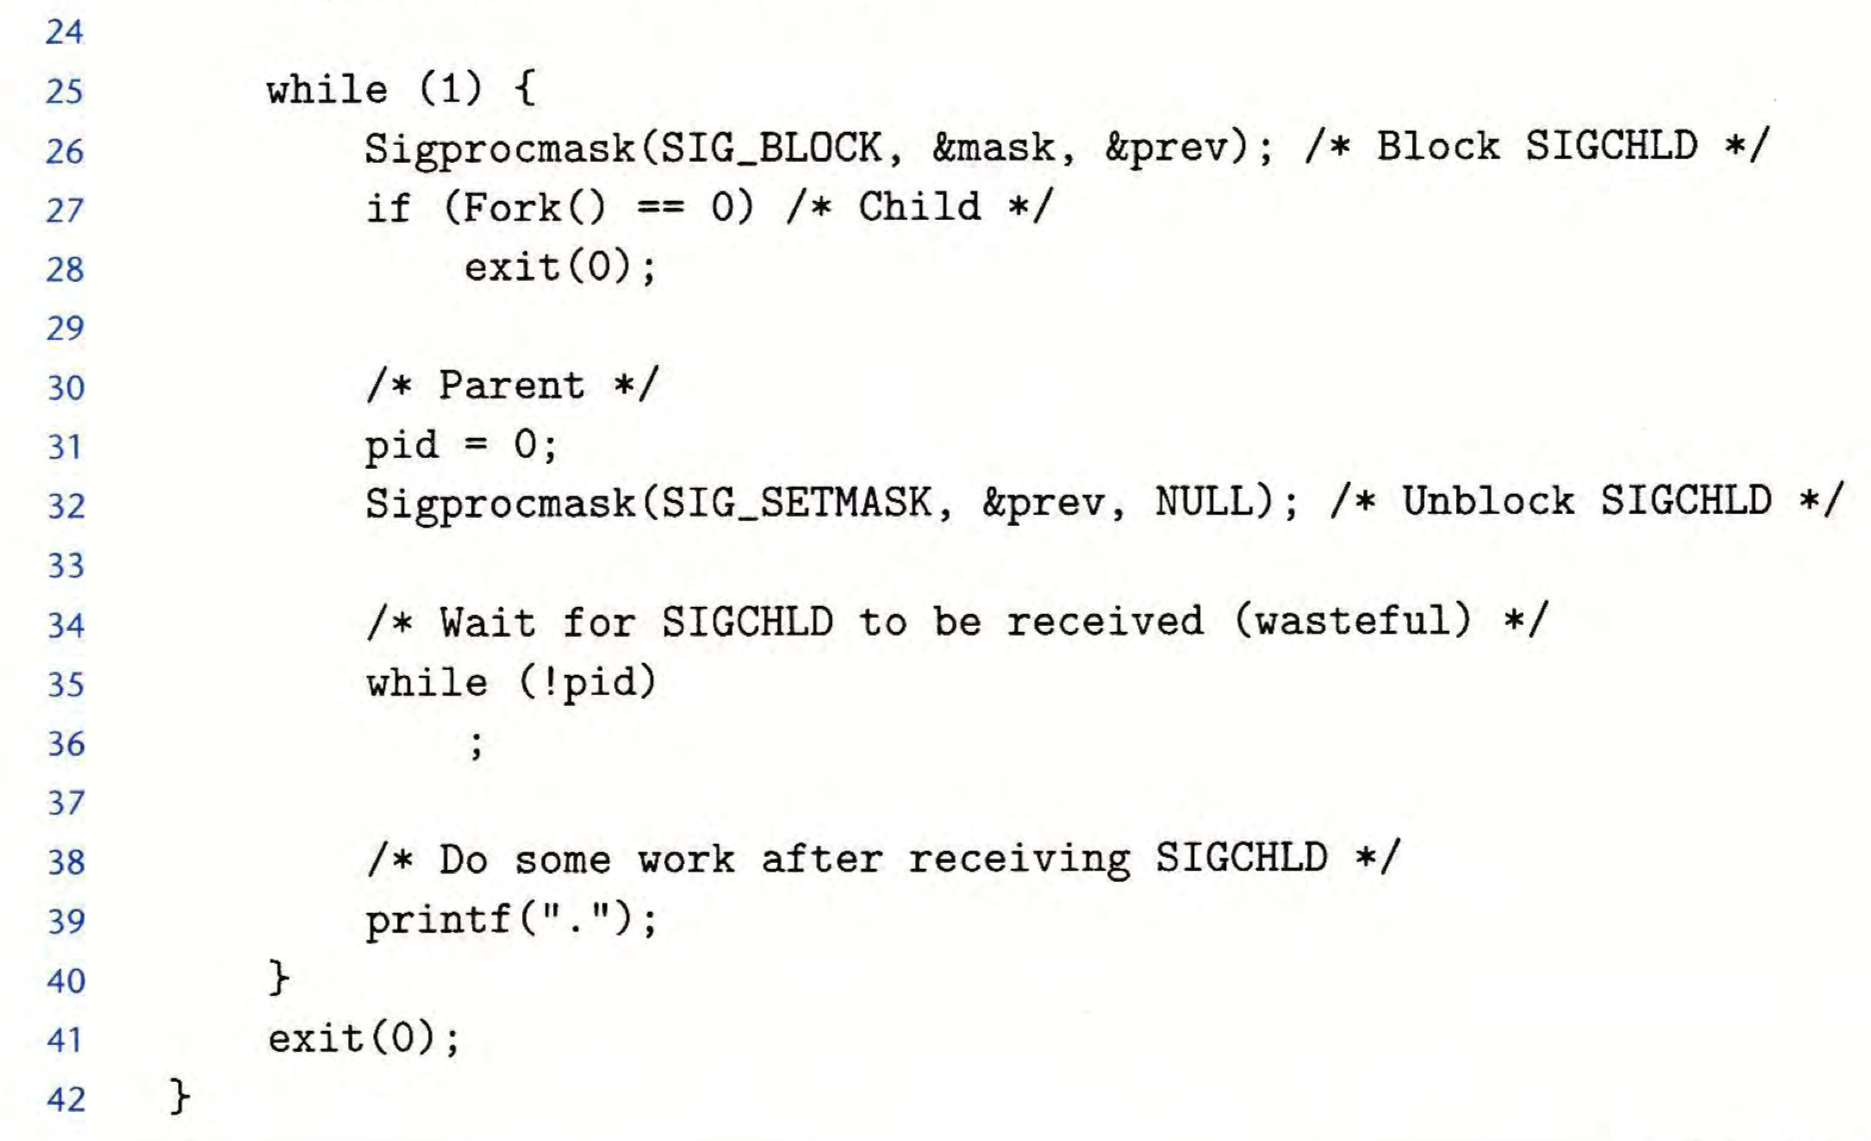 24
25 while (1) {
26 Sigprocmask(SIG_BLOCK, &mask, &prev); /* Block SIGCHLD */
27 if (Fork() == 0) /* Child */
28 exit(0);
29
30 /* Parent */
31 pid = 0;
32 Sigprocmask(SIG_SETMASK, &prev, NULL); /* Unblock SIGCHLD */
33
34 /* Wait for SIGCHLD to be received (wasteful) */
35 while (!pid)
36 ;
37
38 /* Do some work after receiving SIGCHLD */
39 printf(".");
40 }
41 exit(0);
42 }